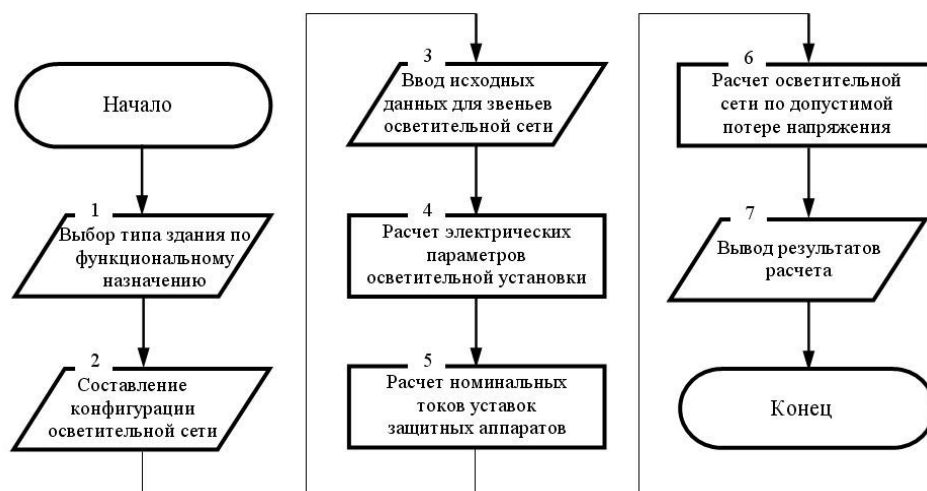 Начало
1
Выбор типа здания по
функциональному
назначению
2
Составление
конфигурации
осветительной сети
3
Ввод исходных
данных для звеньев
осветительной сети
4
Расчет электрических
параметров
осветительной установки
5
Расчет номинальных
токов уставок
защитных аппаратов
6
Расчет осветительной
сети по допустимой
потере напряжения
7
Вывод результатов
расчета
Конец